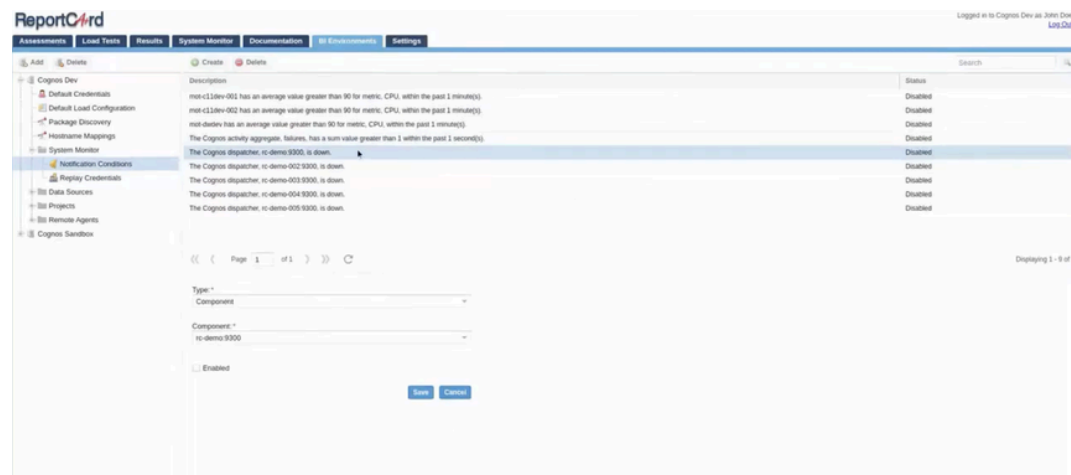 ReportCard
Logged in to Cognos Dev as John Doe
Log Ou
Assessments Load Tests Results System Monitor Documentation BI Environments Settings
Add Delete Create Delete Search
Cognos Dev
Default Credentials
Default Load Configuration
Package Discovery
Hostname Mappings
System Monitor
Notification Conditions
Replay Credentials
Data Sources
Projects
Remote Agents
Cognos Sandbox
Description Status
mot-c11dev-001 has an average value greater than 90 for metric, CPU, within the past 1 minute(s). Disabled
mot-c11dev-002 has an average value greater than 90 for metric, CPU, within the past 1 minute(s). Disabled
has an average value greater than 90 for metric, CPU, within the past 1 minute(s). Disabled
The Cognos activity aggregate, failures, has a sum value greater than 1 within the past 1 second(s). Disabled
The Cognos dispatcher, rc-demo:9300, is down. Disabled
The Cognos dispatcher, rc-demo-002:9300, is down. Disabled
The Cognos dispatcher, rc-demo-003:9300, is down. Disabled
The Cognos dispatcher, rc-demo-004:9300, is down. Disabled
The Cognos dispatcher, rc-demo-005:9300, is down. Disabled
Page 1 of 1 Displaying 1 - 9 of
Type: *
Component
Component: *
rc-demo:9300
Enabled
Save Cancel